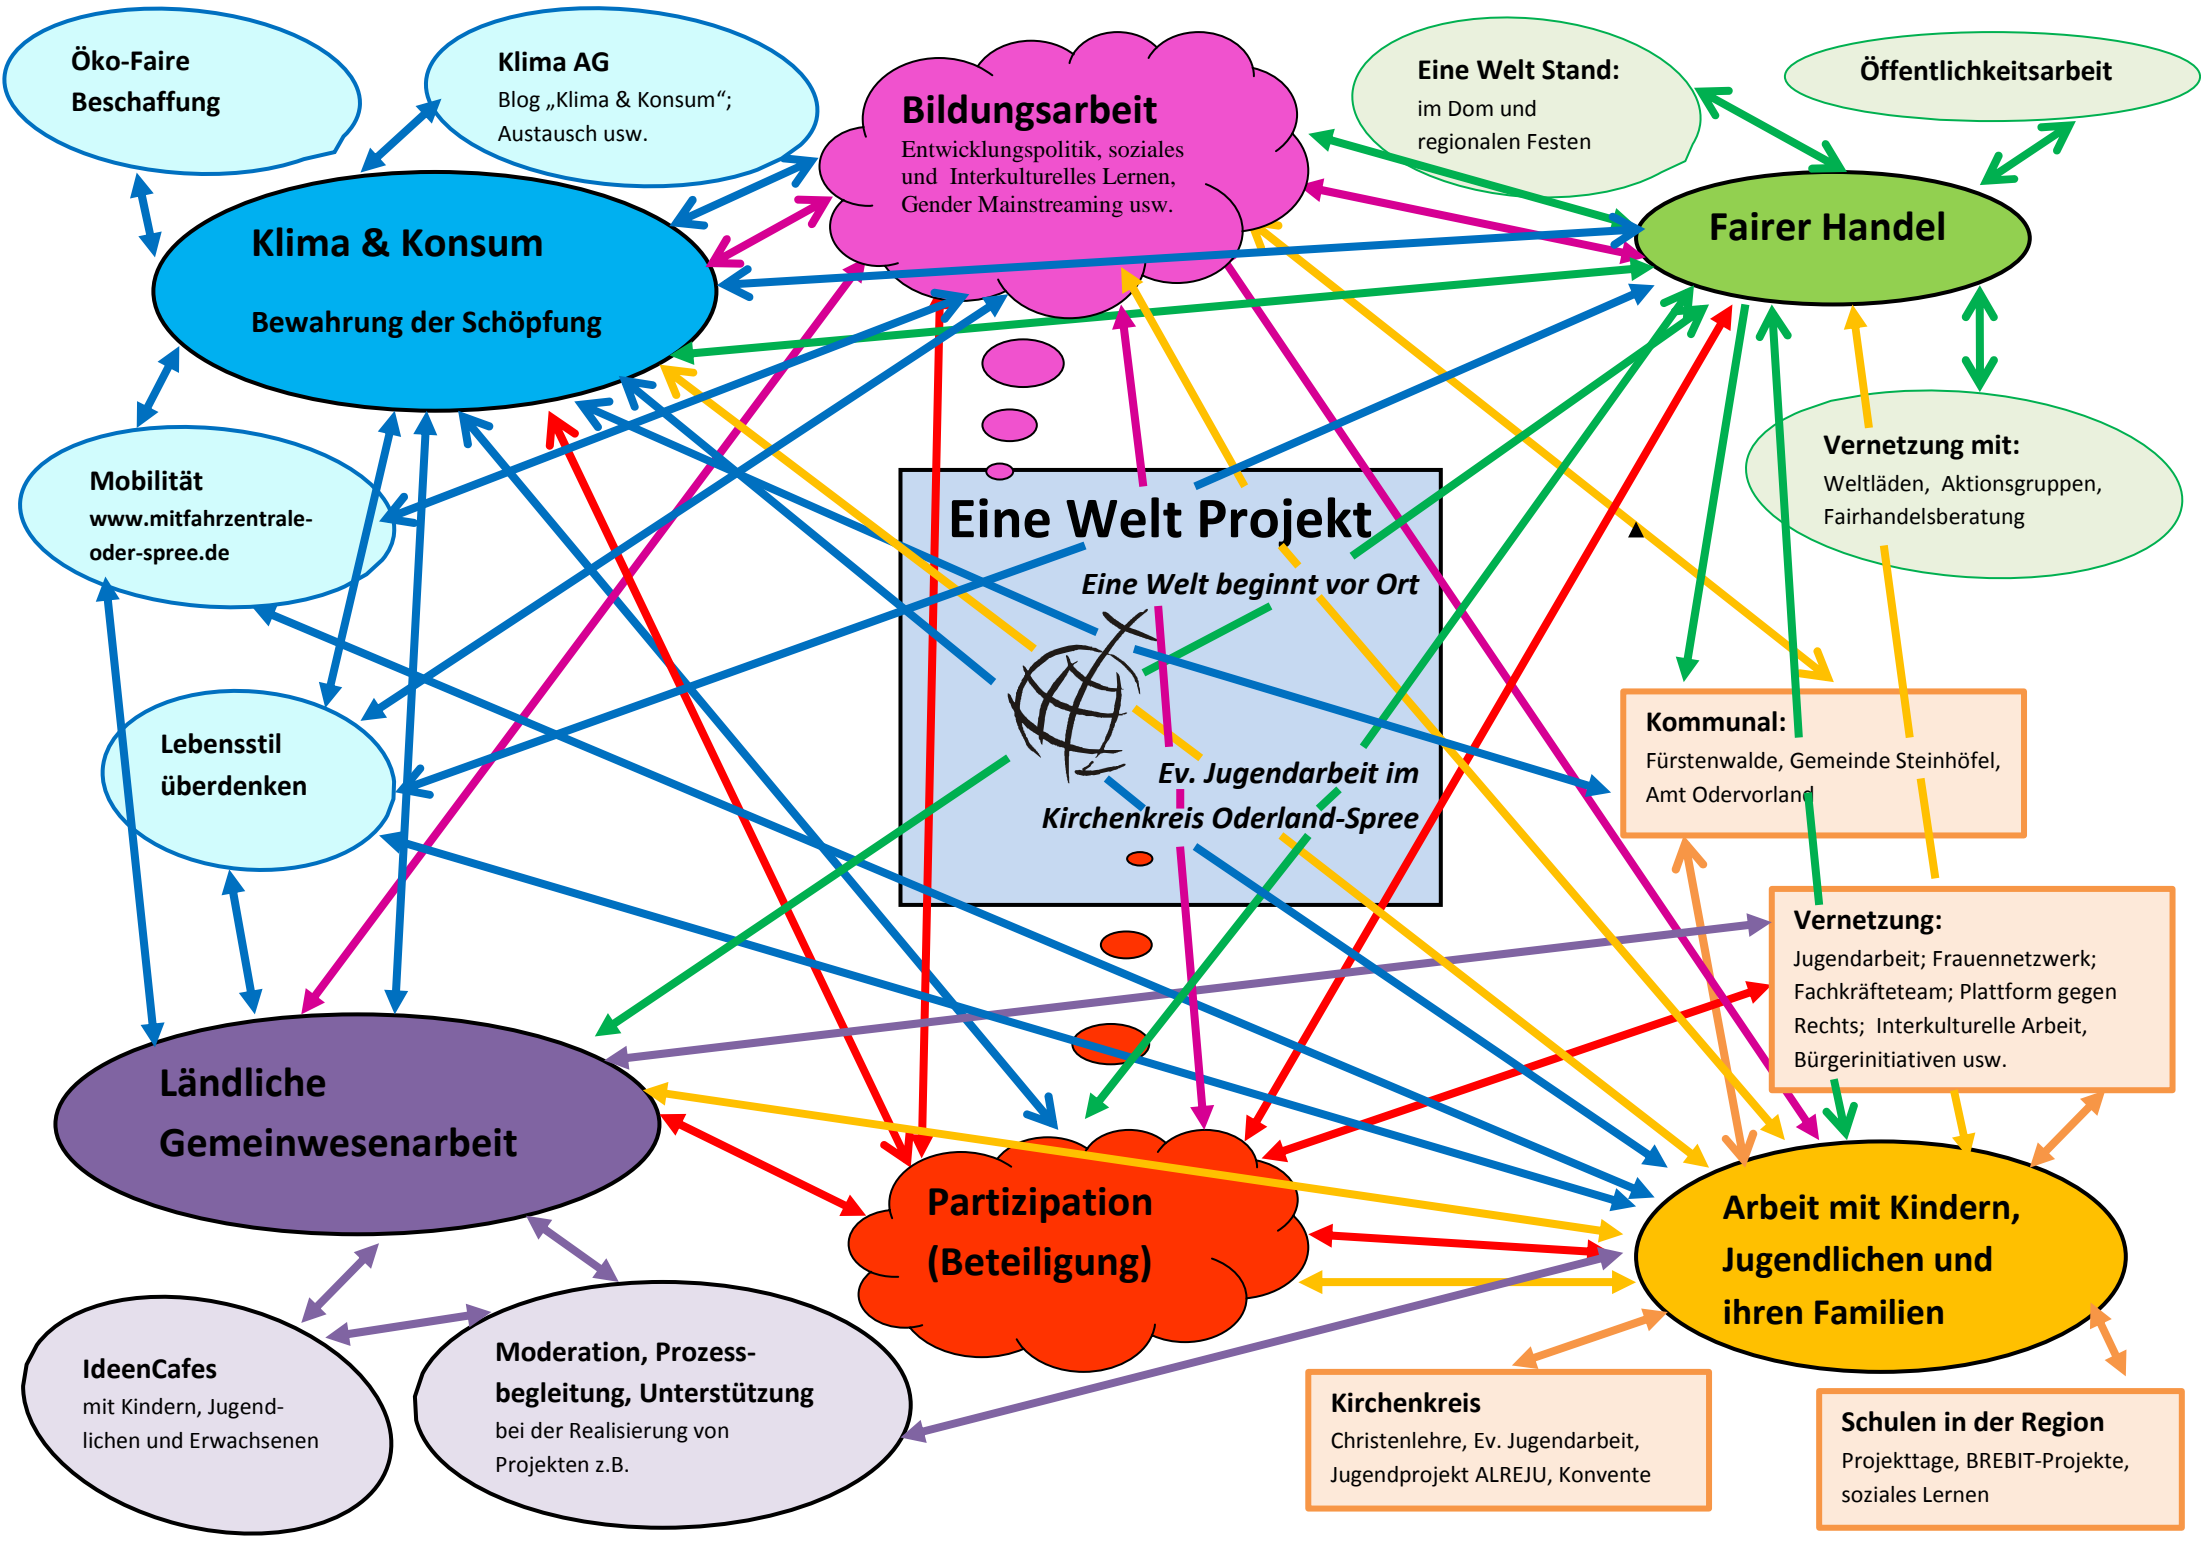 Öko-Faire
Beschaffung
Klima AG
Blog „Klima & Konsum“;
Austausch usw.
Bildungsarbeit
Entwicklungspolitik, soziales
und Interkulturelles Lernen,
Gender Mainstreaming usw.
Eine Welt Stand:
im Dom und
regionalen Festen
Öffentlichkeitsarbeit
Klima & Konsum
Bewahrung der Schöpfung
Fairer Handel
Mobilität
www.mitfahrzentrale-
oder-spree.de
Eine Welt Projekt
Eine Welt beginnt vor Ort
Ev. Jugendarbeit im
Kirchenkreis Oderland-Spree
Vernetzung mit:
Weltläden, Aktionsgruppen,
Fairhandelsberatung
Lebensstil
überdenken
Kommunal:
Fürstenwalde, Gemeinde Steinhöfel,
Amt Odervorland
Vernetzung:
Jugendarbeit; Frauennetzwerk;
Fachkräfteteam; Plattform gegen
Rechts; Interkulturelle Arbeit,
Bürgerinitiativen usw.
Ländliche
Gemeinwesenarbeit
Partizipation
(Beteiligung)
Arbeit mit Kindern,
Jugendlichen und
ihren Familien
IdeenCafes
mit Kindern, Jugend-
lichen und Erwachsenen
Moderation, Prozess-
begleitung, Unterstützung
bei der Realisierung von
Projekten z.B.
Kirchenkreis
Christenlehre, Ev. Jugendarbeit,
Jugendprojekt ALREJU, Konvente
Schulen in der Region
Projekttage, BREBIT-Projekte,
soziales Lernen